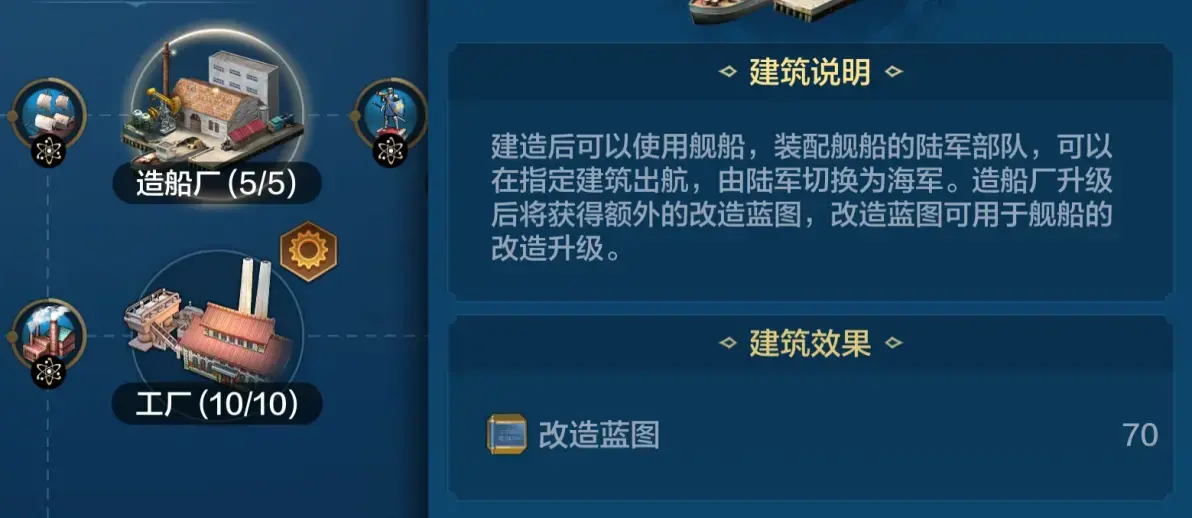 造船厂(5/5)
工厂(10/10)
建筑说明
建造后可以使用舰船，装配舰船的陆军部队，可以
在指定建筑出航，由陆军切换为海军。造船厂升级
后将获得额外的改造蓝图，改造蓝图可用于舰船的
改造升级。
建筑效果
改造蓝图 70